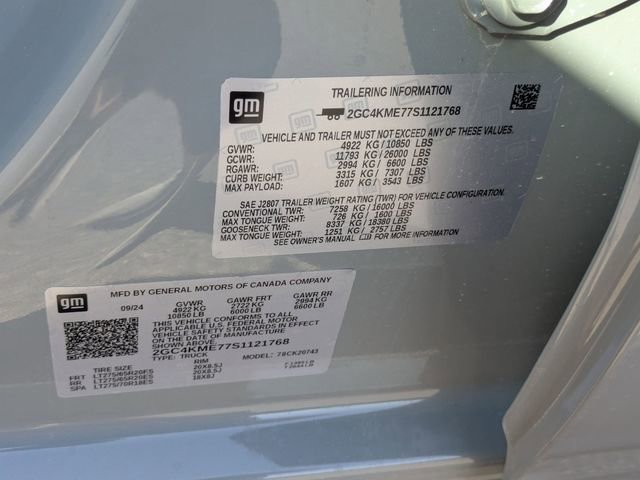 gm
TRAILERING INFORMATION
2GC4KME77S1121768
VEHICLE AND TRAILER MUST NOT EXCEED ANY OF THESE VALUES.
GVWR: 4922 KG/10850 LBS
GCWR: 11793 KG/26000 LBS
RGAWR: 2994 KG/ 6600 LBS
CURB WEIGHT: 3315 KG/ 7307 LBS
MAX PAYLOAD: 1607 KG/ 3543 LBS
SAE J2807 TRAILER WEIGHT RATING (TWR) FOR VEHICLE CONFIGURATION.
CONVENTIONAL TWR: 7258 KG/16000 LBS
MAX TONGUE WEIGHT: 726 KG/ 1600 LBS
GOOSENECK TWR: 8337 KG/18380 LBS
MAX TONGUE WEIGHT: 1251 KG/ 2757 LBS
SEE OWNER'S MANUAL FOR MORE INFORMATION
gm
MFD BY GENERAL MOTORS OF CANADA COMPANY
09/24 GVWR GAWR FRT GAWR RR
4922 KG 2722 KG 2994 KG
10850 LB 6000 LB 6600 LB
THIS VEHICLE CONFORMS TO ALL
APPLICABLE U.S. FEDERAL MOTOR
VEHICLE SAFETY STANDARDS IN EFFECT
ON THE DATE OF MANUFACTURE
SHOWN ABOVE
2GC4KME77S1121768
TYPE: TRUCK MODEL: 78CK20743
TIRE SIZE RIM
FRT LT275/65R20ES 20X8.5J
RR LT275/65R20ES 20X8.5J
SPA LT275/70R18ES 18X8J